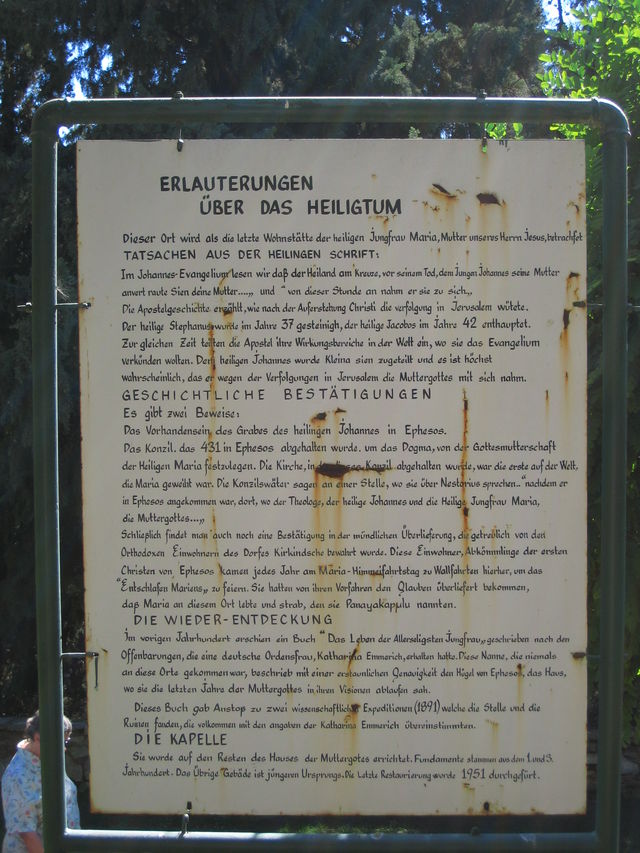 ERLAUTERUNGEN
ÜBER DAS HEILIGTUM
Dieser Ort wird als die letzte Wohnstätte der heiligen Jungfrau Maria, Mutter unseres Herrn Jesus, betrachtet
TATSACHEN AUS DER HEILINGEN SCHRIFT:
Im Johannes-Evangelium lesen wir daß der Heiland am Kreuze, vor seinem Tod, dem Jungen Johannes seine Mutter
anvert raute Sien deine Mutter....„ und "von dieser Stunde an nahm er sie zu sich.„
Die Apostelgeschichte erzählt, wie nach der Auferstehung Christi die verfolgung in Jerusalem wütete.
Der heilige Stephanus wurde im Jahre 37 gesteinigh, der heilige Jacobos im Jahre 42 enthauptet.
Zur gleichen Zeit teilten die Apostel ihre Wirkungsbereiche in der Welt ein, wo sie das Evangelium
verkünden wolten. Dem heiligen Johannes wurde Kleina sien zugeteilt und es ist höchst
wahrscheinlich, das er wegen der Verfolgungen in Jerusalem die Muttergottes mit sich nahm.
GESCHICHTLICHE BESTÄTIGUNGEN
Es gibt zwei Beweise:
Das Vorhandensein des Grabes des heilingen Johannes in Ephesos.
Das Konzil. das 431 in Ephesos abgehalten wurde. um das Dogma, von der Gottesmutterschaft
der Heiligen Maria festzulegen. Die Kirche, in der dieses Konzil abgehalten wurde, war die erste auf der Welt,
die Maria geweiht war. Die Konzilswäter sagen an einer Stelle, wo sie über Nestorius sprechen.." nachdem er
in Ephesos angekommen war, dort, wo der Theologe, der heilige Johannes und die Heilige Jungfrau Maria,
die Muttergottes...„
Schlieplich findet man auch noch eine Bestätigung in der mündlichen Überlieferung, die getreülich von den
Orthodoxen Einwohnern des Dorfes Kirkindsche bewahrt wurde. Diese Einwohner, Abkömmlinge der ersten
Christen von Ephesos kamen jedes Jahr am Maria-Himmelfahrtstag zu Wallfahrten hierher, um das
"Entschlafen Mariens„ zu feiern. Sie hatten von ihren Vorfahren den Glauben überliefert bekommen,
daß Maria an diesem Ort lebte und strab, den sie Panayakapulu nannten.
DIE WIEDER-ENTDECKUNG
Im vorigen Jahrhundert erschien ein Buch "Das Leben der Allerseligsten Jungfrau„ geschrieben nach den
Offenbarungen, die eine deutsche Ordensfrau, Katharina Emmerich, erhalten hatte. Diese Nanne, die niemals
an diese Orte gekommen war, beschrieb mit einer erstaunlichen Genauigkeit den Hügel von Ephesos, das Haus,
wo sie die letzten Jahre der Muttergottes in ihren Visionen ablaufen sah.
Dieses Buch gab Anstop zu zwei wissenschaftlicher Expeditionen (1891) welche die Stelle und die
Ruinen fanden, die volkommen mit den angaben der Katharina Emmerich übereinstimmten.
DIE KAPELLE
Sie wurde auf den Resten des Hauses der Muttergotes errichtet. Fundamente stammen aus dem 1. und 3.
Jahrhundert. Das Übrige Gebäde ist jüngeren Ursprungs. Die Letzte Restaurierung wurde 1951 durchgefürt.